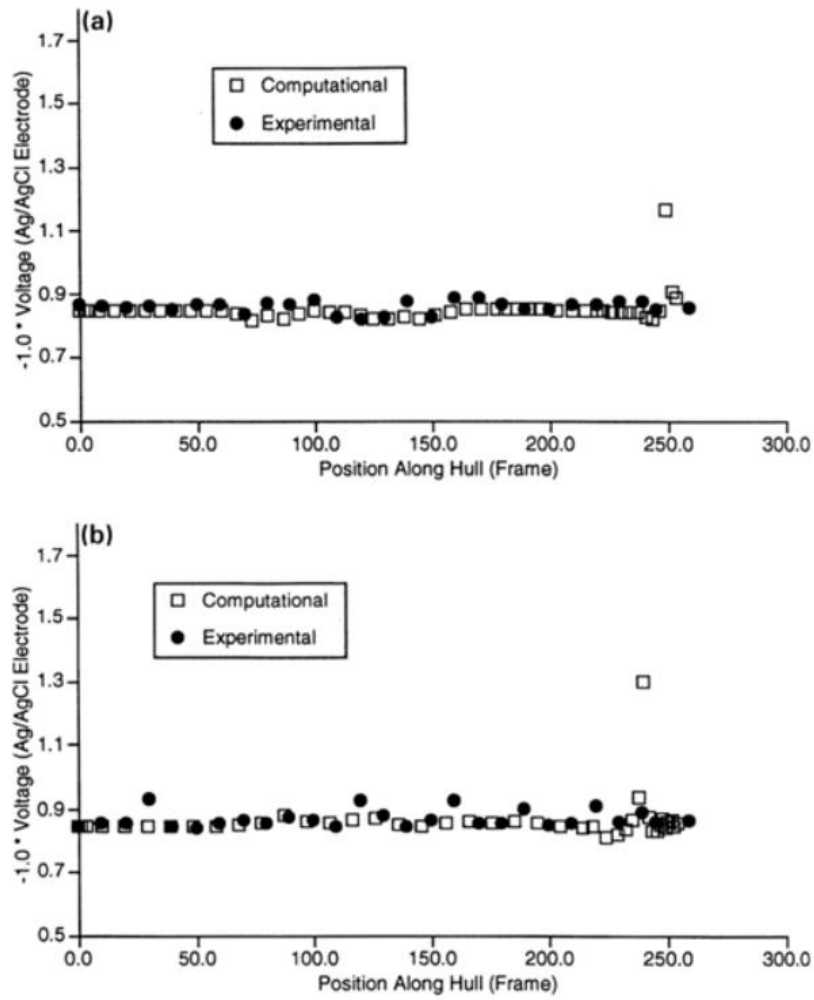 (a)
1.7
1.5
1.3
1.1
0.9
0.7
0.5
-1.0 * Voltage (Ag/AgCl Electrode)
Computational
Experimental
0.0 50.0 100.0 150.0 200.0 250.0 300.0
Position Along Hull (Frame)
(b)
1.7
1.5
1.3
1.1
0.9
0.7
0.5
-1.0 * Voltage (Ag/AgCl Electrode)
Computational
Experimental
0.0 50.0 100.0 150.0 200.0 250.0 300.0
Position Along Hull (Frame)